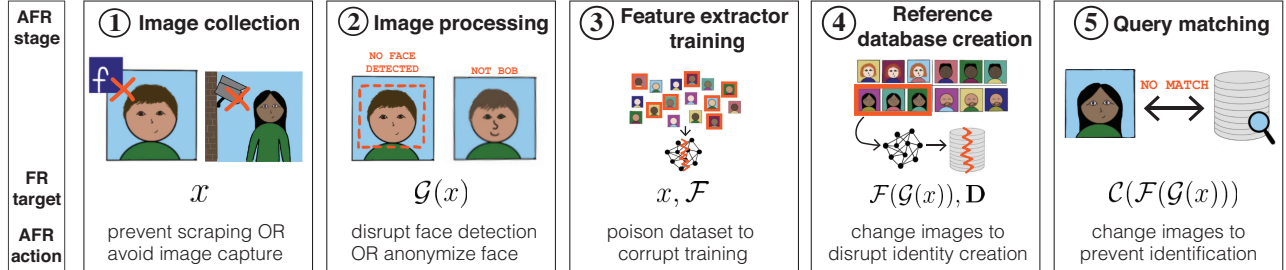 AFR
stage
FR
target
AFR
action
1 Image collection
f
x
prevent scraping OR
avoid image capture
2 Image processing
NO FACE
DETECTED
NOT BOB
G(x)
disrupt face detection
OR anonymize face
3 Feature extractor
training
x, F
poison dataset to
corrupt training
4 Reference
database creation
F(G(x)), D
change images to
disrupt identity creation
5 Query matching
NO MATCH
C(F(G(x)))
change images to
prevent identification